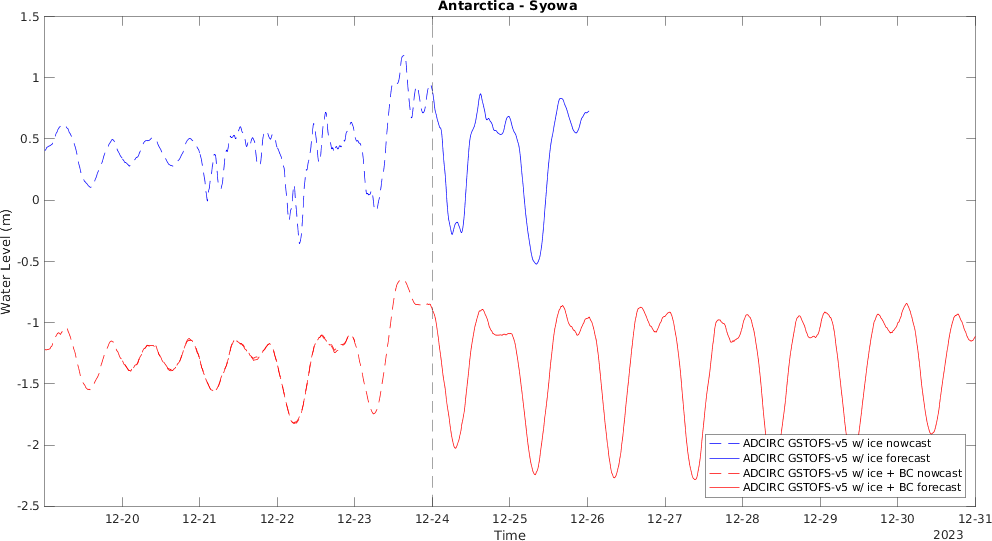 Antarctica - Syowa
1.5
1
0.5
0
-0.5
-1
-1.5
-2
-2.5
Water Level (m)
ADCIRC GSTOFS-v5 w/ ice nowcast
ADCIRC GSTOFS-v5 w/ ice forecast
ADCIRC GSTOFS-v5 w/ ice + BC nowcast
ADCIRC GSTOFS-v5 w/ ice + BC forecast
12-20 12-21 12-22 12-23 12-24 12-25 12-26 12-27 12-28 12-29 12-30 12-31
Time
2023